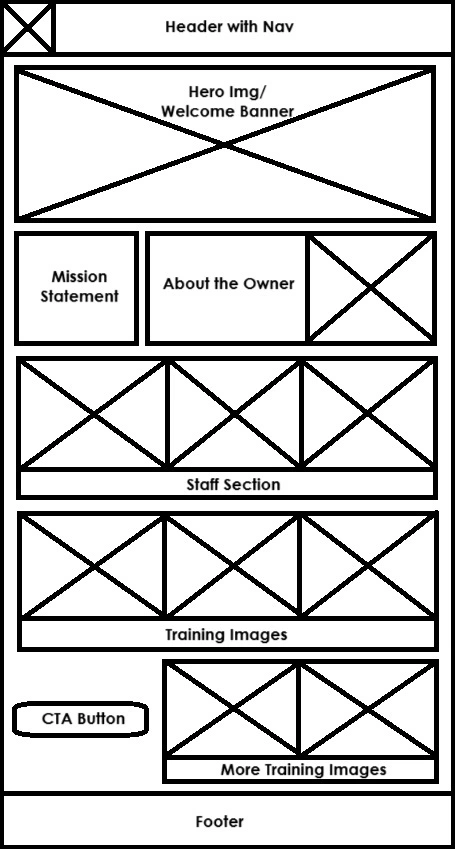 Header with Nav
Hero Img/
Welcome Banner
Mission
Statement
About the Owner
Staff Section
Training Images
CTA Button
More Training Images
Footer